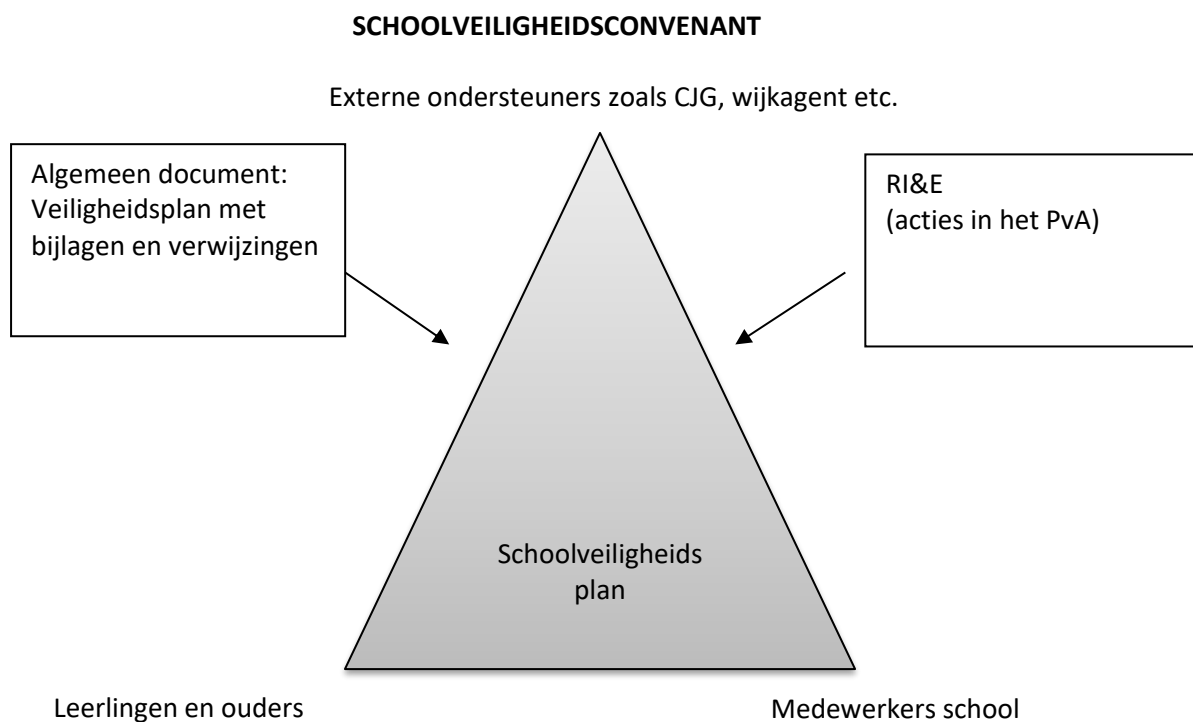 SCHOOLVEILIGHEIDSCONVENANT
Externe ondersteuners zoals CJG, wijkagent etc.
Algemeen document:
Veiligheidsplan met
bijlagen en verwijzingen
RI&E
(acties in het PvA)
Schoolveiligheids
plan
Leerlingen en ouders
Medewerkers school